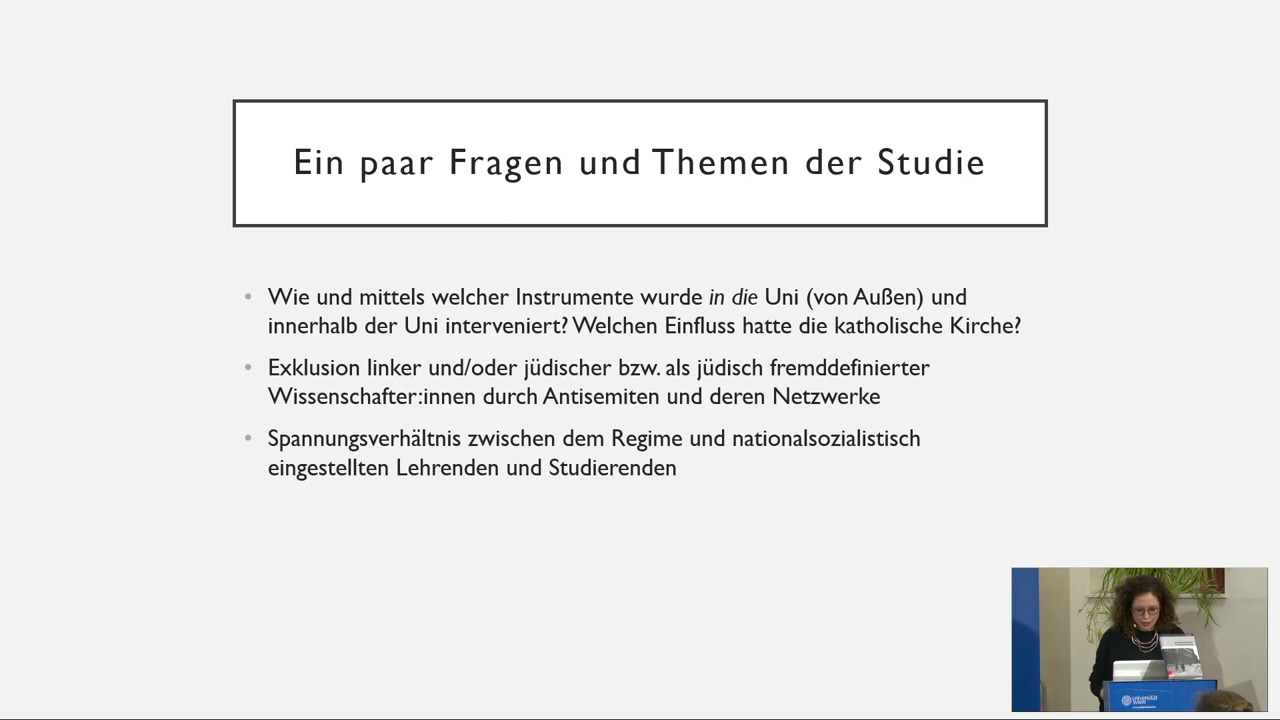 Ein paar Fragen und Themen der Studie
• Wie und mittels welcher Instrumente wurde in die Uni (von Außen) und
innerhalb der Uni interveniert? Welchen Einfluss hatte die katholische Kirche?
• Exklusion linker und/oder jüdischer bzw. als jüdisch fremddefinierter
Wissenschafter:innen durch Antisemiten und deren Netzwerke
• Spannungsverhältnis zwischen dem Regime und nationalsozialistisch
eingestellten Lehrenden und Studierenden
universität
wien